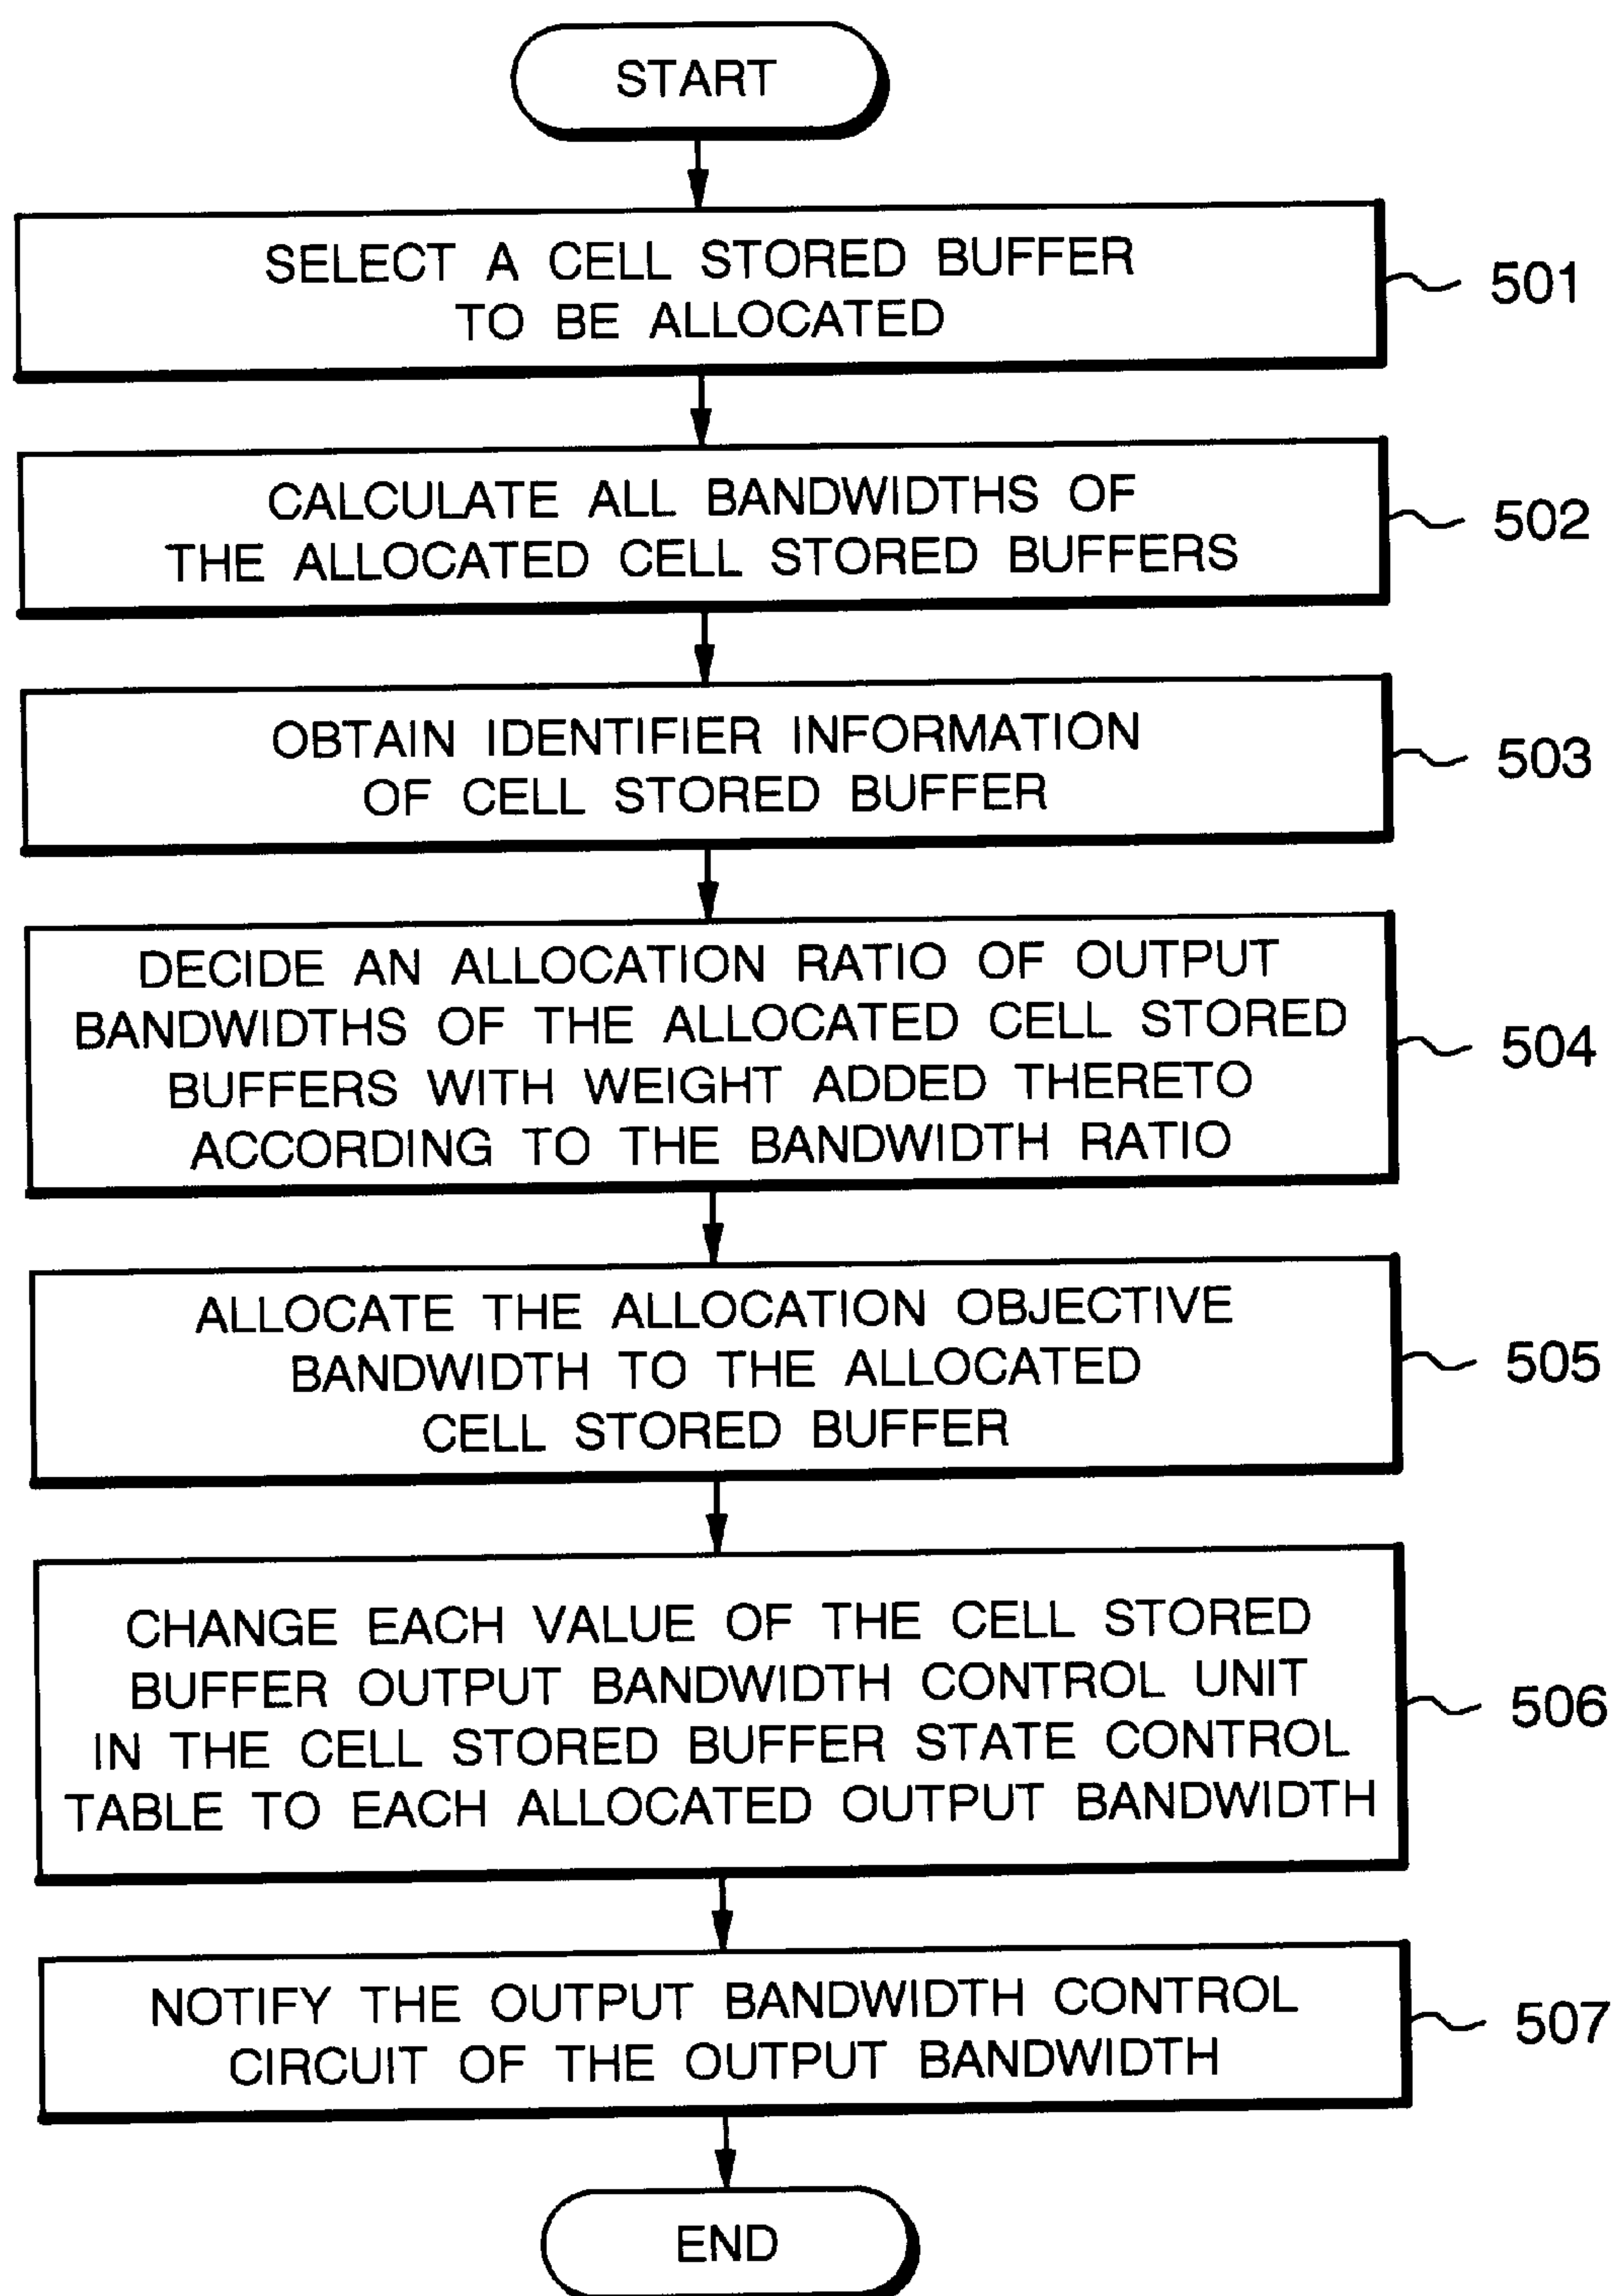 START
SELECT A CELL STORED BUFFER
TO BE ALLOCATED
501
CALCULATE ALL BANDWIDTHS OF
THE ALLOCATED CELL STORED BUFFERS
502
OBTAIN IDENTIFIER INFORMATION
OF CELL STORED BUFFER
503
DECIDE AN ALLOCATION RATIO OF OUTPUT
BANDWIDTHS OF THE ALLOCATED CELL STORED
BUFFERS WITH WEIGHT ADDED THERETO
ACCORDING TO THE BANDWIDTH RATIO
504
ALLOCATE THE ALLOCATION OBJECTIVE
BANDWIDTH TO THE ALLOCATED
CELL STORED BUFFER
505
CHANGE EACH VALUE OF THE CELL STORED
BUFFER OUTPUT BANDWIDTH CONTROL UNIT
IN THE CELL STORED BUFFER STATE CONTROL
TABLE TO EACH ALLOCATED OUTPUT BANDWIDTH
506
NOTIFY THE OUTPUT BANDWIDTH CONTROL
CIRCUIT OF THE OUTPUT BANDWIDTH
507
END